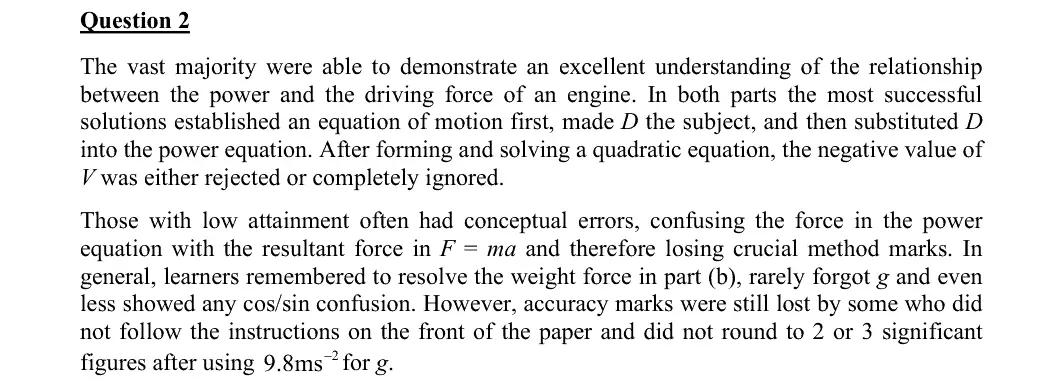 Question 2
The vast majority were able to demonstrate an excellent understanding of the relationship
between the power and the driving force of an engine. In both parts the most successful
solutions established an equation of motion first, made D the subject, and then substituted D
into the power equation. After forming and solving a quadratic equation, the negative value of
V was either rejected or completely ignored.
Those with low attainment often had conceptual errors, confusing the force in the power
equation with the resultant force in F = ma and therefore losing crucial method marks. In
general, learners remembered to resolve the weight force in part (b), rarely forgot g and even
less showed any cos/sin confusion. However, accuracy marks were still lost by some who did
not follow the instructions on the front of the paper and did not round to 2 or 3 significant
figures after using 9.8ms⁻² for g.